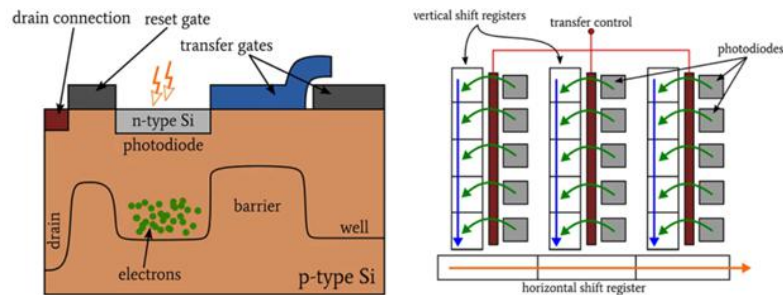 drain connection
reset gate
transfer gates
n-type Si
photodiode
barrier
drain
well
electrons
p-type Si
vertical shift registers
transfer control
photodiodes
horizontal shift register